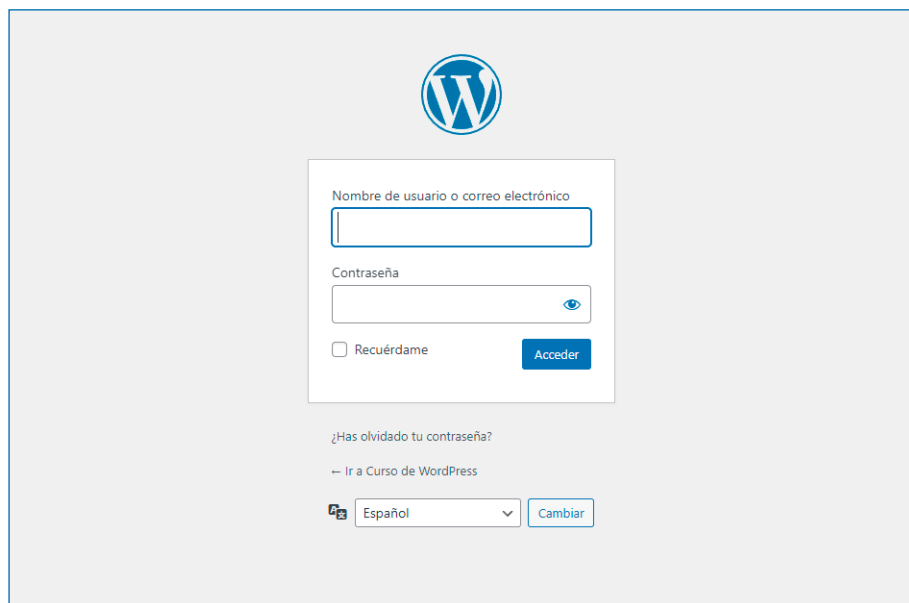 Nombre de usuario o correo electrónico
Contraseña
Recuérdame
Acceder
¿Has olvidado tu contraseña?
← Ir a Curso de WordPress
Español
Cambiar